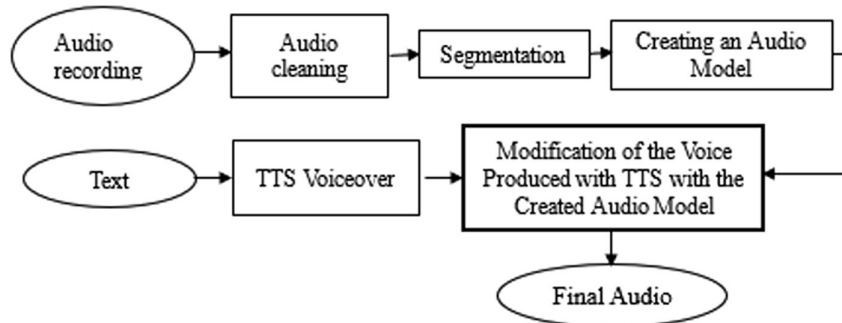 Audio
recording
Audio
cleaning
Segmentation
Creating an Audio
Model
Text
TTS Voiceover
Modification of the Voice
Produced with TTS with the
Created Audio Model
Final Audio